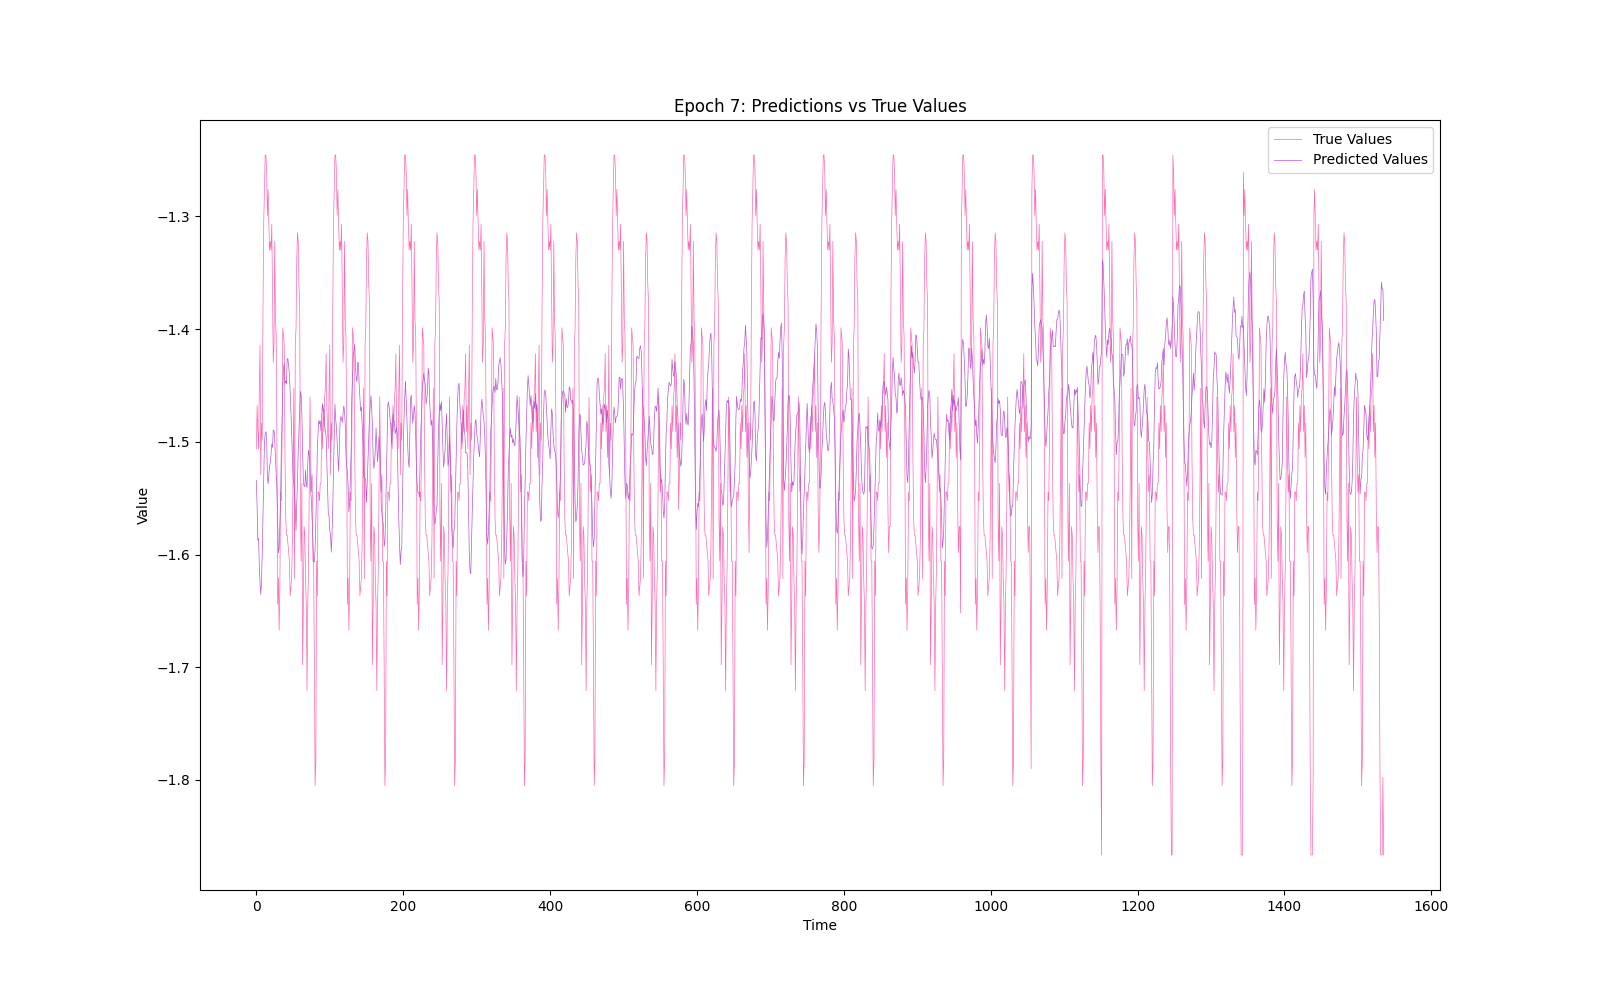 Epoch 7: Predictions vs True Values
True Values
Predicted Values
−1.3
−1.4
−1.5
−1.6
−1.7
−1.8
Value
0 200 400 600 800 1000 1200 1400 1600
Time